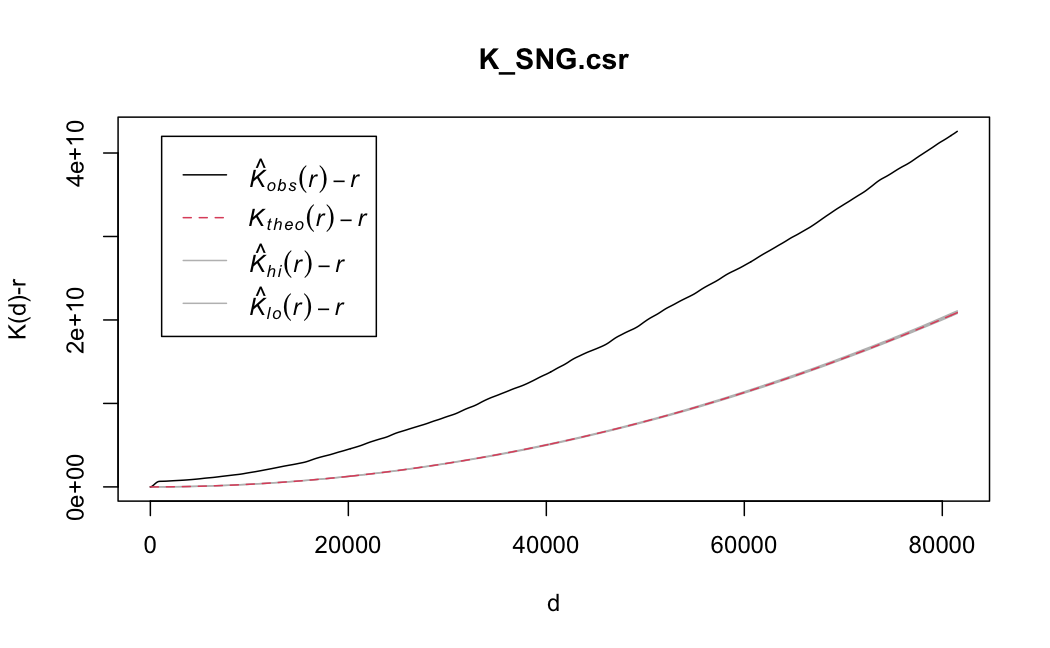 K_SNG.csr
K̂obs(r) − r
Ktheo(r) − r
K̂hi(r) − r
K̂lo(r) − r
K(d)-r
4e+10
2e+10
0e+00
0 20000 40000 60000 80000
d